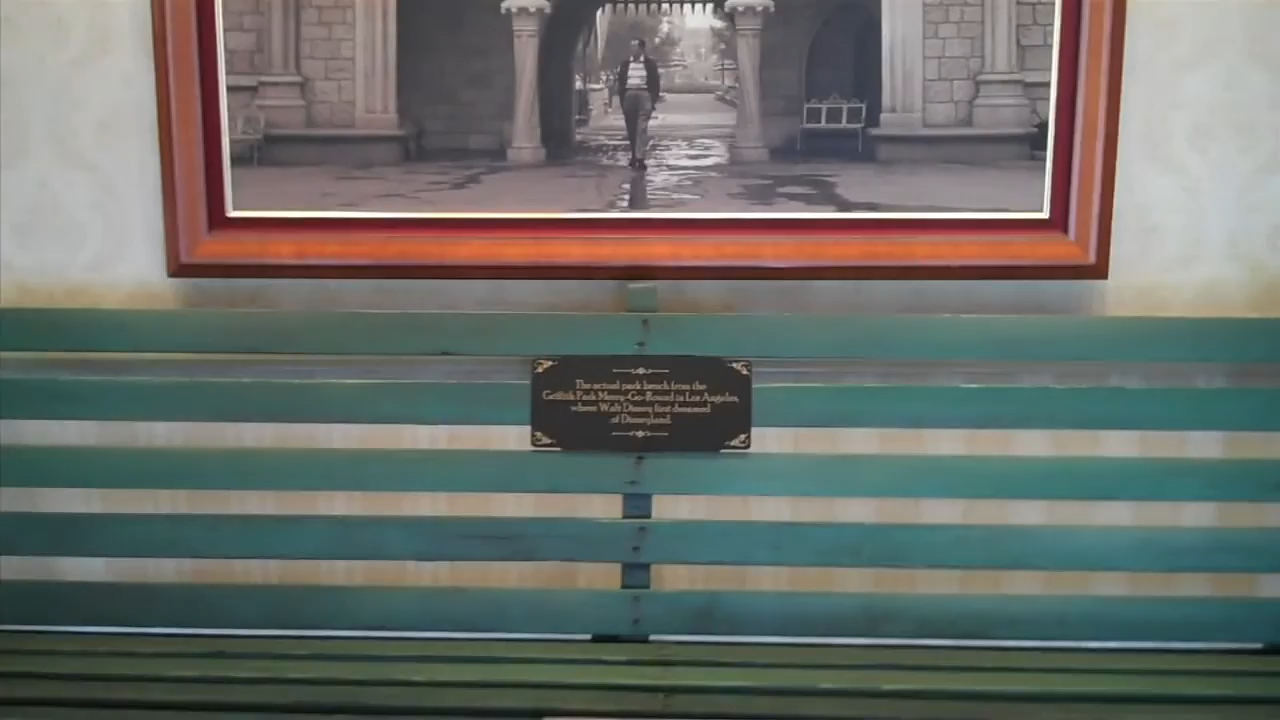 The actual park bench from the
Griffith Park Merry-Go-Round in Los Angeles,
where Walt Disney first dreamed
of Disneyland.